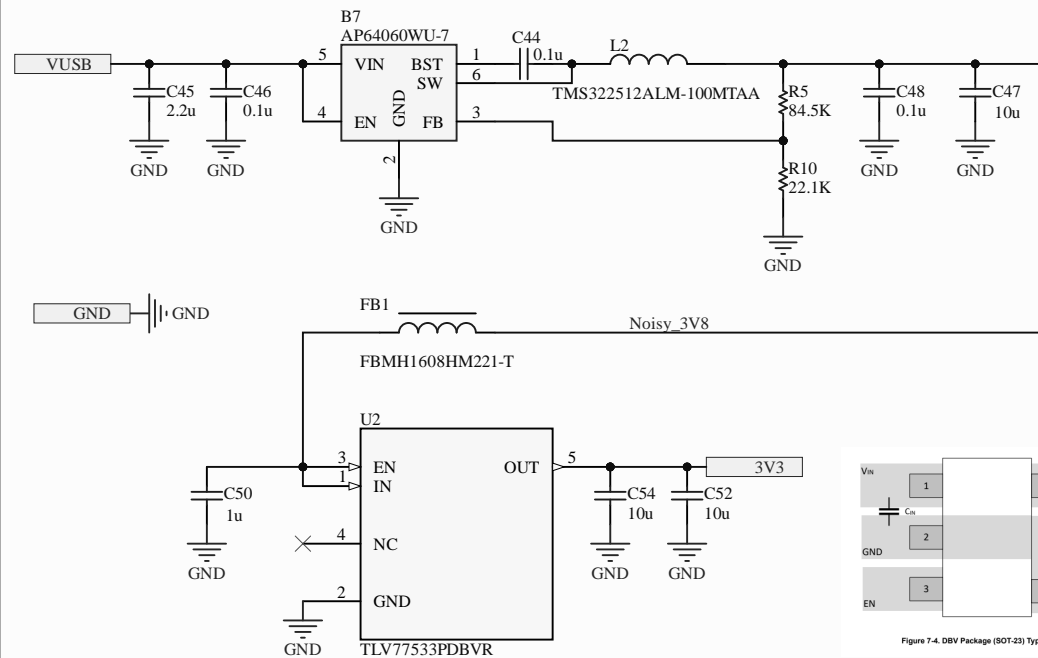 B7
AP64060WU-7
VUSB
5
VIN
BST
1
C44
0.1u
L2
TMS322512ALM-100MTAA
SW
6
GND
4
EN
FB
3
2
GND
C45
2.2u
GND
C46
0.1u
GND
R5
84.5K
R10
22.1K
GND
C48
0.1u
GND
C47
10u
GND
GND
GND
FB1
Noisy_3V8
FBMH1608HM221-T
U2
3
EN
1
IN
OUT
5
3V3
4
NC
2
GND
GND
TLV77533PDBVR
C50
1u
GND
C54
10u
GND
C52
10u
GND
VIN
1
CIN
2
GND
3
EN
Figure 7-4. DBV Package (SOT-23) Typ